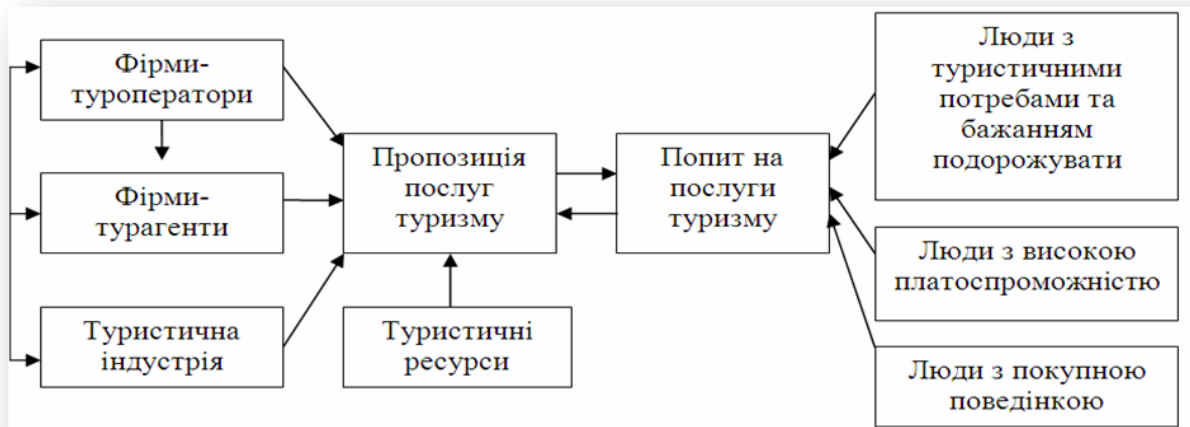 Фірми-
туроператори
Фірми-
турагенти
Туристична
індустрія
Пропозиція
послуг
туризму
Туристичні
ресурси
Попит на
послуги
туризму
Люди з
туристичними
потребами та
бажанням
подорожувати
Люди з високою
платоспроможністю
Люди з покупною
поведінкою